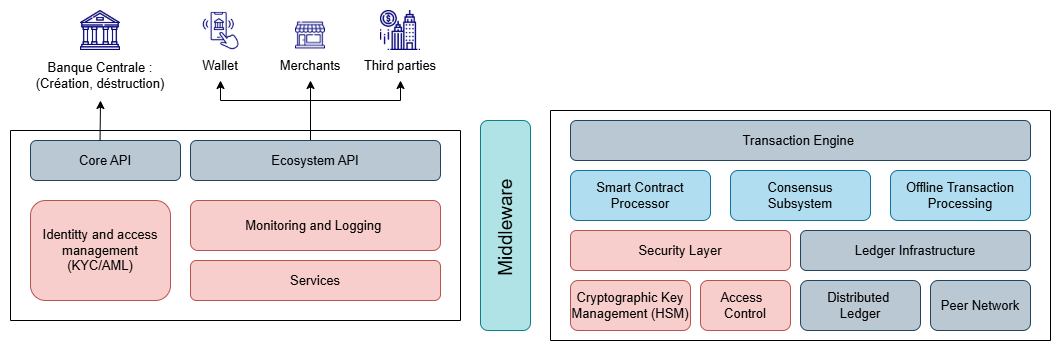 Banque Centrale :
(Création, déstruction)
Wallet
Merchants
Third parties
Core API
Ecosystem API
Identitty and access
management
(KYC/AML)
Monitoring and Logging
Services
Middleware
Transaction Engine
Smart Contract
Processor
Consensus
Subsystem
Offline Transaction
Processing
Security Layer
Ledger Infrastructure
Cryptographic Key
Management (HSM)
Access
Control
Distributed
Ledger
Peer Network